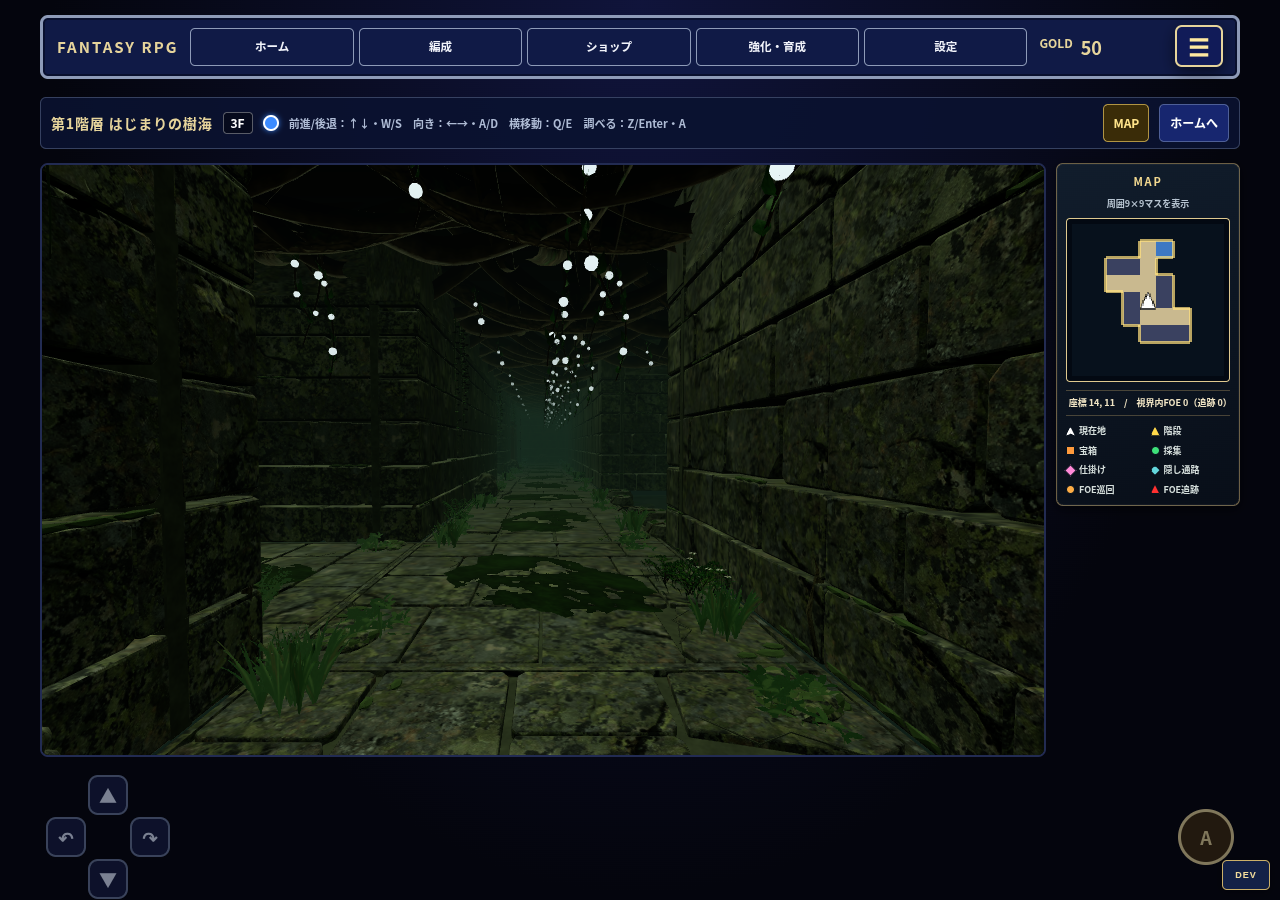 FANTASY RPG
ホーム
編成
ショップ
強化・育成
設定
GOLD 50
第1階層 はじまりの樹海
3F
前進/後退：↑↓・W/S 向き：←→・A/D 横移動：Q/E 調べる：Z/Enter・A
MAP
ホームへ
MAP
周囲9×9マスを表示
座標 14, 11 / 視界内FOE 0（追跡 0）
現在地
階段
宝箱
採集
仕掛け
隠し通路
FOE巡回
FOE追跡
A
DEV